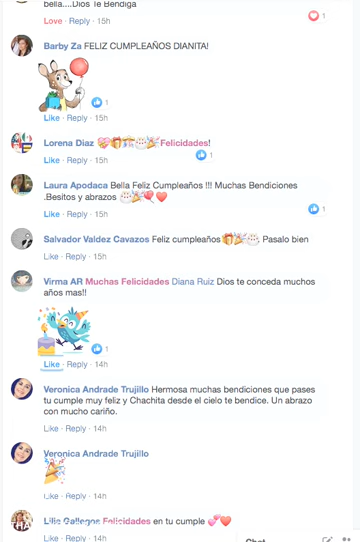 bella....Dios Te Bendiga
Love · Reply · 15h
1
Barby Za FELIZ CUMPLEAÑOS DIANITA!
1
Like · Reply · 15h
Lorena Diaz Felicidades!
Like · Reply · 15h
1
Laura Apodaca Bella Feliz Cumpleaños !!! Muchas Bendiciones
.Besitos y abrazos
Like · Reply · 15h
1
Salvador Valdez Cavazos Feliz cumpleaños Pasalo bien
Like · Reply · 15h
Virma AR Muchas Felicidades Diana Ruiz Dios te conceda muchos
años mas!!
1
Like · Reply · 14h
Veronica Andrade Trujillo Hermosa muchas bendiciones que pases
tu cumple muy feliz y Chachita desde el cielo te bendice. Un abrazo
con mucho cariño.
Like · Reply · 14h
Veronica Andrade Trujillo
Like · Reply · 14h
Lilie Gallegos Felicidades en tu cumple
Like · Reply · 14h
Chat